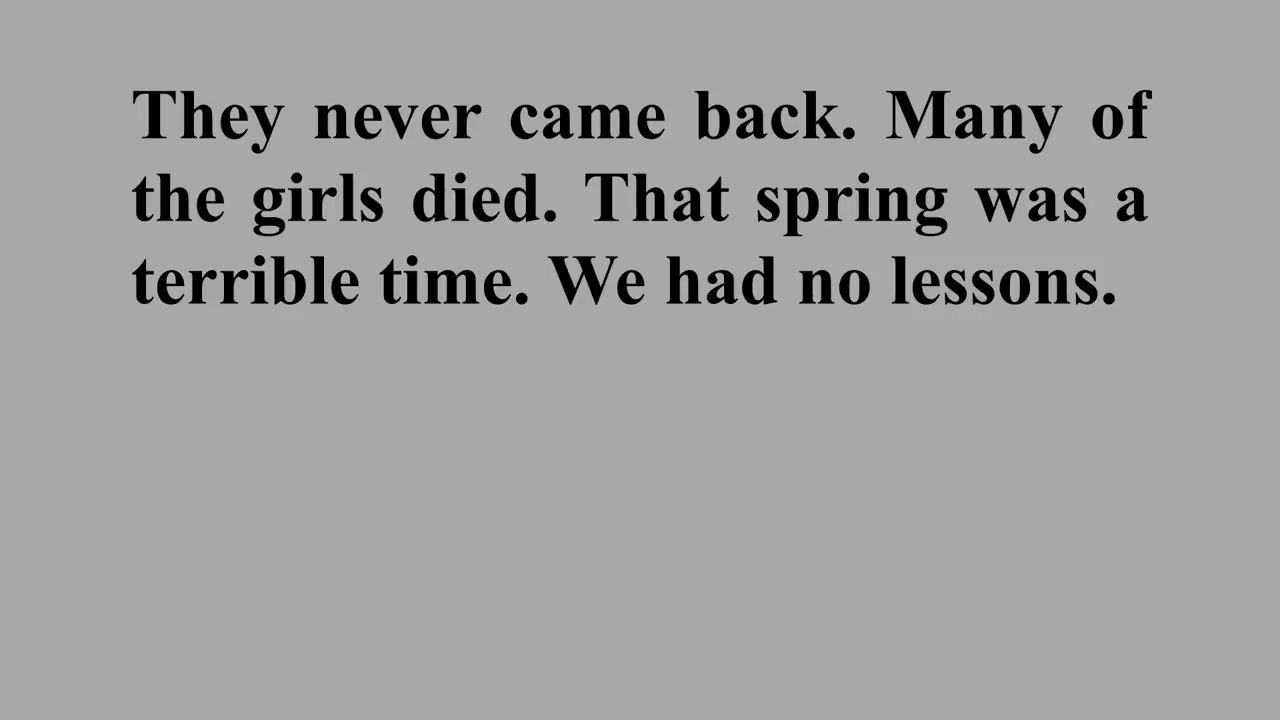 They never came back. Many of
the girls died. That spring was a
terrible time. We had no lessons.